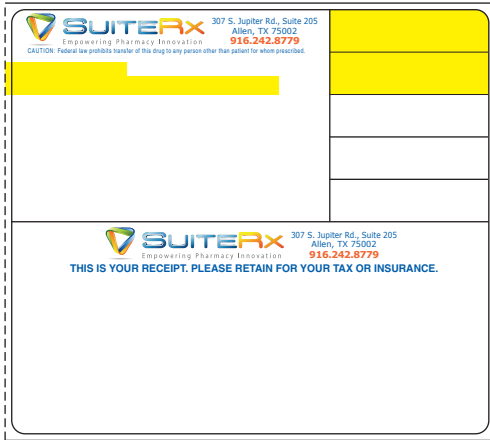 SUITERX
Empowering Pharmacy Innovation
307 S. Jupiter Rd., Suite 205
Allen, TX 75002
916.242.8779
CAUTION: Federal law prohibits transfer of this drug to any person other than patient for whom prescribed.
SUITERX
Empowering Pharmacy Innovation
307 S. Jupiter Rd., Suite 205
Allen, TX 75002
916.242.8779
THIS IS YOUR RECEIPT. PLEASE RETAIN FOR YOUR TAX OR INSURANCE.